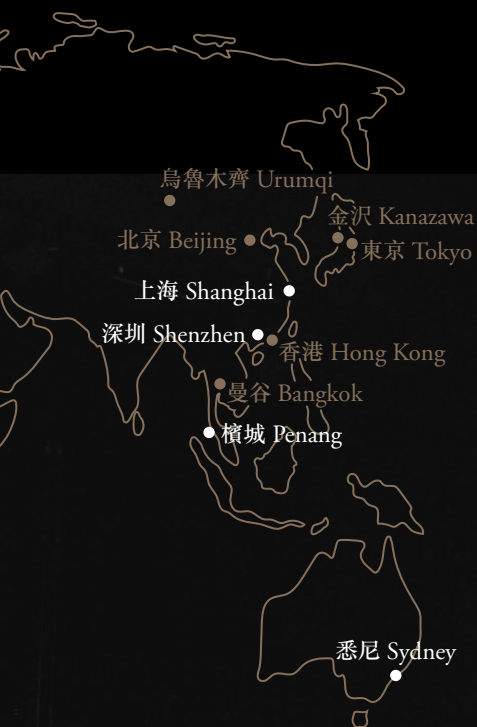 烏魯木齊 Urumqi
金沢 Kanazawa
北京 Beijing
東京 Tokyo
上海 Shanghai
深圳 Shenzhen
香港 Hong Kong
曼谷 Bangkok
檳城 Penang
悉尼 Sydney